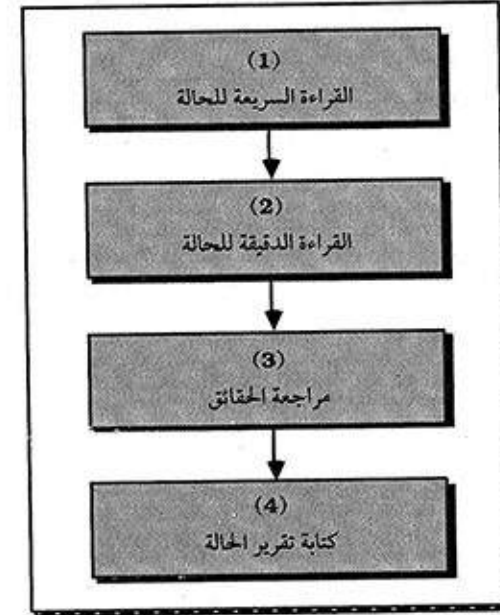 (1)
القراءة السريعة للحالة
(2)
القراءة الدقيقة للحالة
(3)
مراجعة الحقائق
(4)
كتابة تقرير الحالة